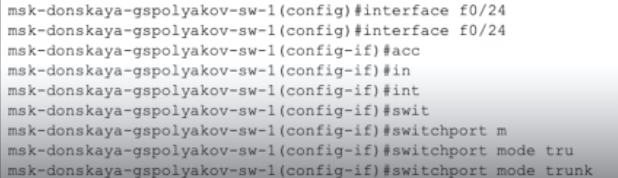 msk-donskaya-gspolyakov-sw-1(config)#interface f0/24
msk-donskaya-gspolyakov-sw-1(config)#interface f0/24
msk-donskaya-gspolyakov-sw-1(config-if)#acc
msk-donskaya-gspolyakov-sw-1(config-if)#in
msk-donskaya-gspolyakov-sw-1(config-if)#int
msk-donskaya-gspolyakov-sw-1(config-if)#swit
msk-donskaya-gspolyakov-sw-1(config-if)#switchport m
msk-donskaya-gspolyakov-sw-1(config-if)#switchport mode tru
msk-donskaya-gspolyakov-sw-1(config-if)#switchport mode trunk